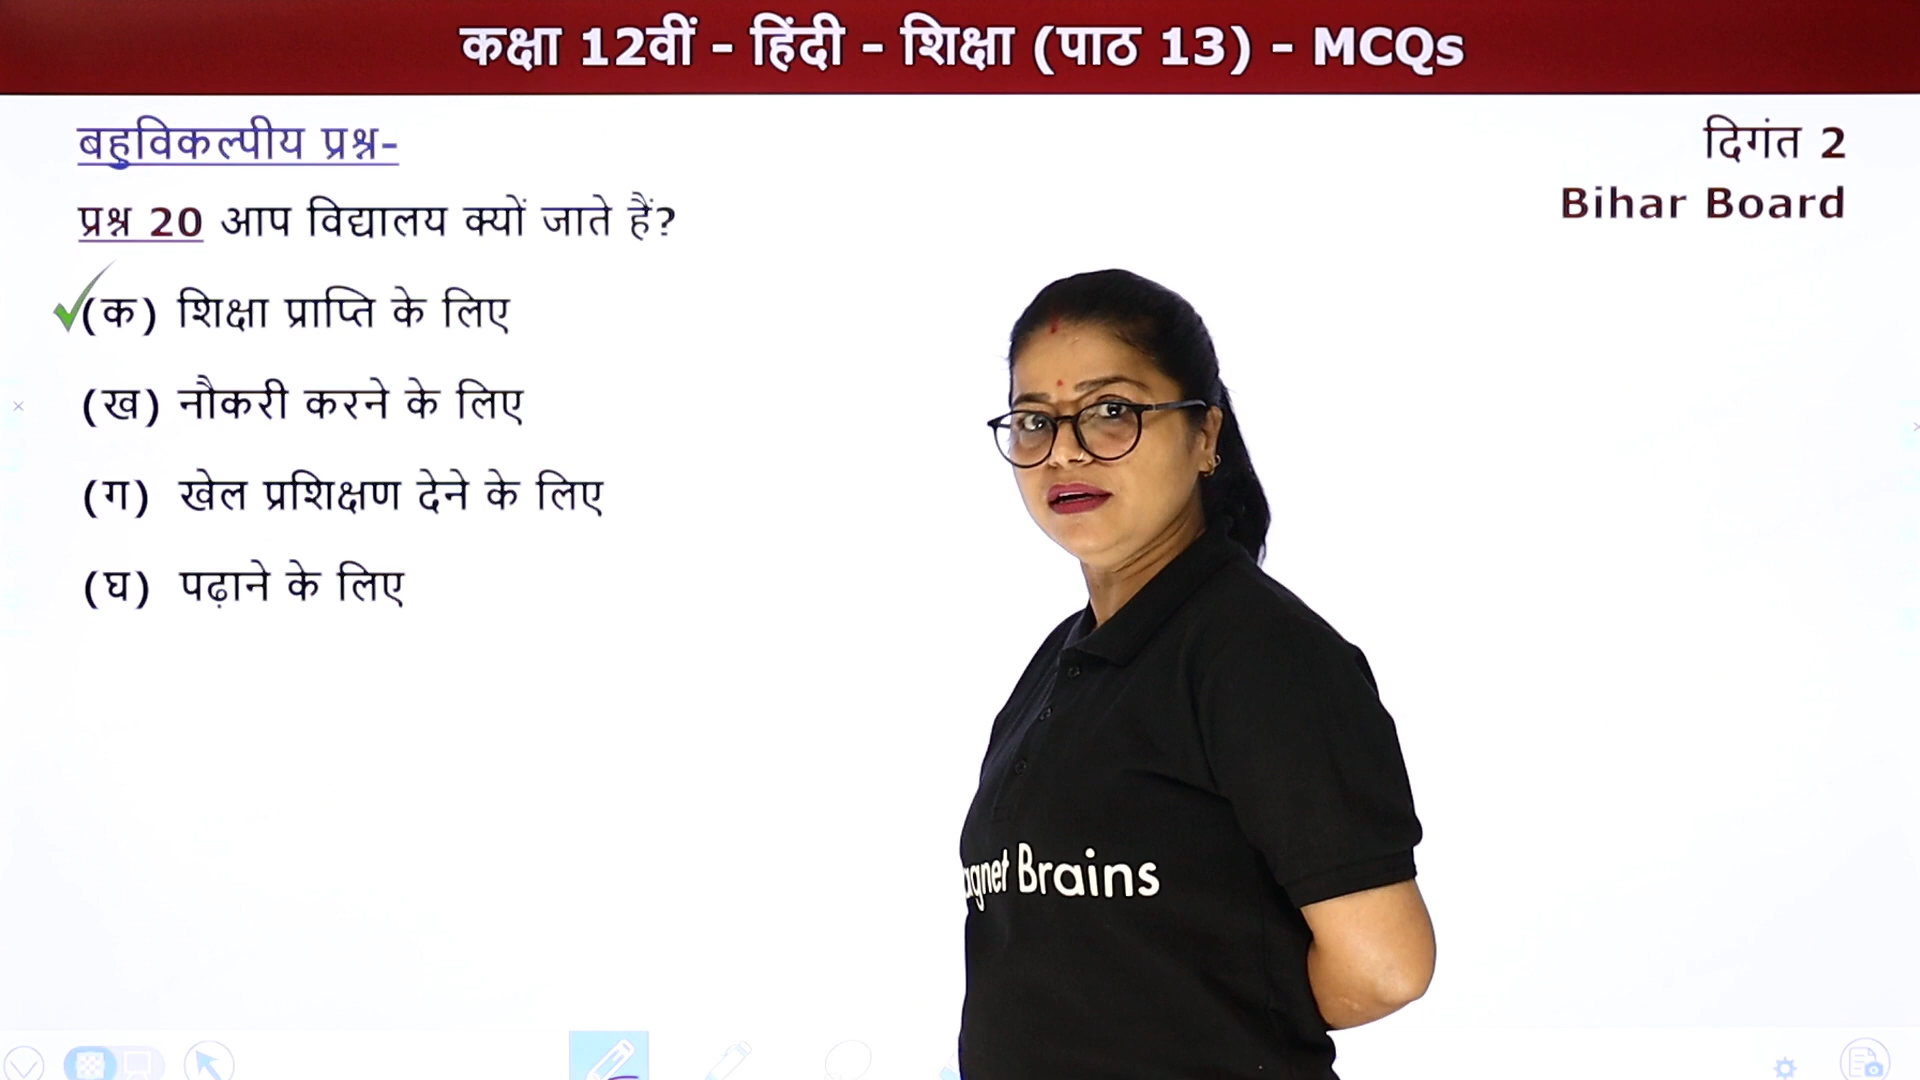 कक्षा 12वीं - हिंदी - शिक्षा (पाठ 13) - MCQs
बहुविकल्पीय प्रश्न-
दिगंत 2
Bihar Board
प्रश्न 20 आप विद्यालय क्यों जाते हैं?
(क) शिक्षा प्राप्ति के लिए
(ख) नौकरी करने के लिए
(ग) खेल प्रशिक्षण देने के लिए
(घ) पढ़ाने के लिए
agnet Brains